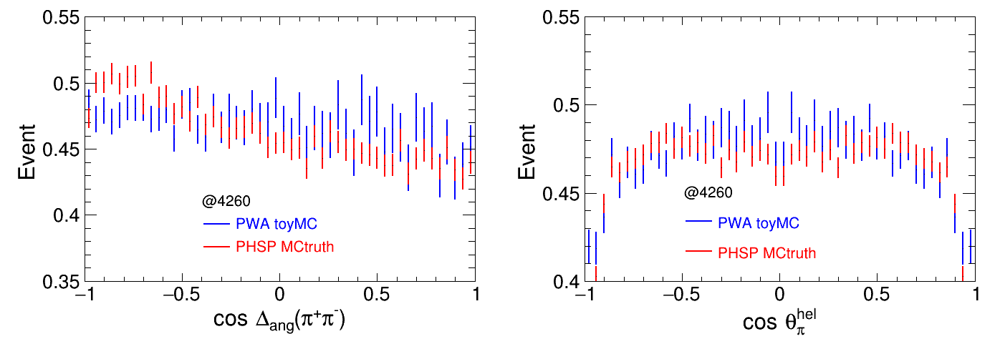 0.55
0.5
0.45
0.4
0.35
Event
@4260
PWA toyMC
PHSP MCtruth
−1
−0.5
0
0.5
1
cos Δang(π+π-)
0.55
0.5
0.45
0.4
Event
@4260
PWA toyMC
PHSP MCtruth
−1
−0.5
0
0.5
1
cos θπhel